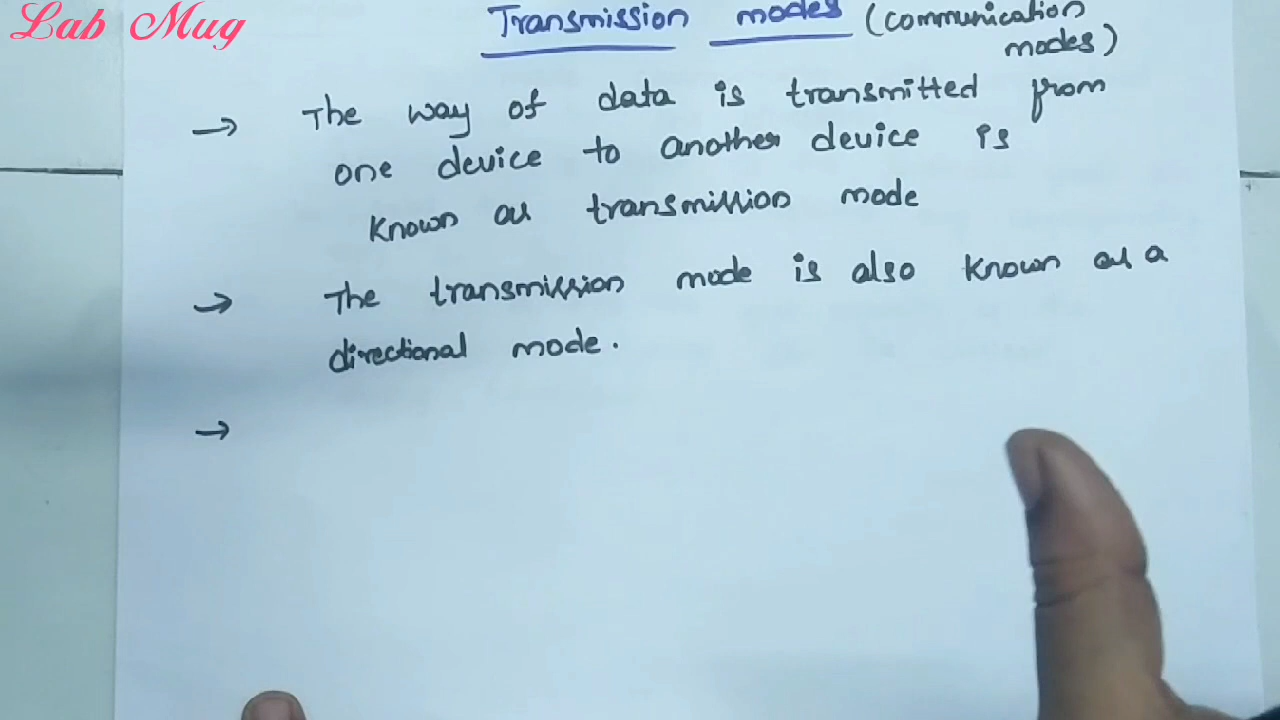 Lab Mug
Transmission modes (communication
modes)
→ The way of data is transmitted from
one device to another device is
known as transmission mode
→ The transmission mode is also known as a
directional mode.
→